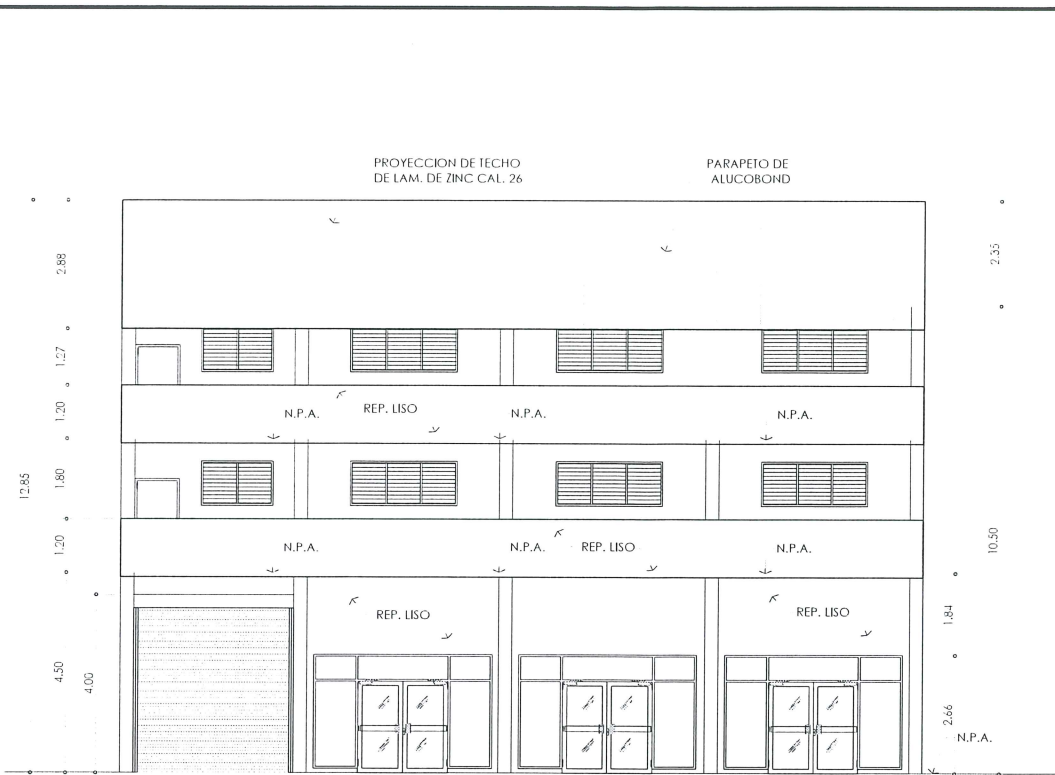 PROYECCION DE TECHO
DE LAM. DE ZINC CAL. 26
PARAPETO DE
ALUCOBOND
2.88
2.35
1.27
1.20
N.P.A.
REP. LISO
N.P.A.
N.P.A.
12.85
1.80
1.20
N.P.A.
N.P.A.
REP. LISO
N.P.A.
10.50
REP. LISO
REP. LISO
1.84
4.50
4.00
2.66
N.P.A.